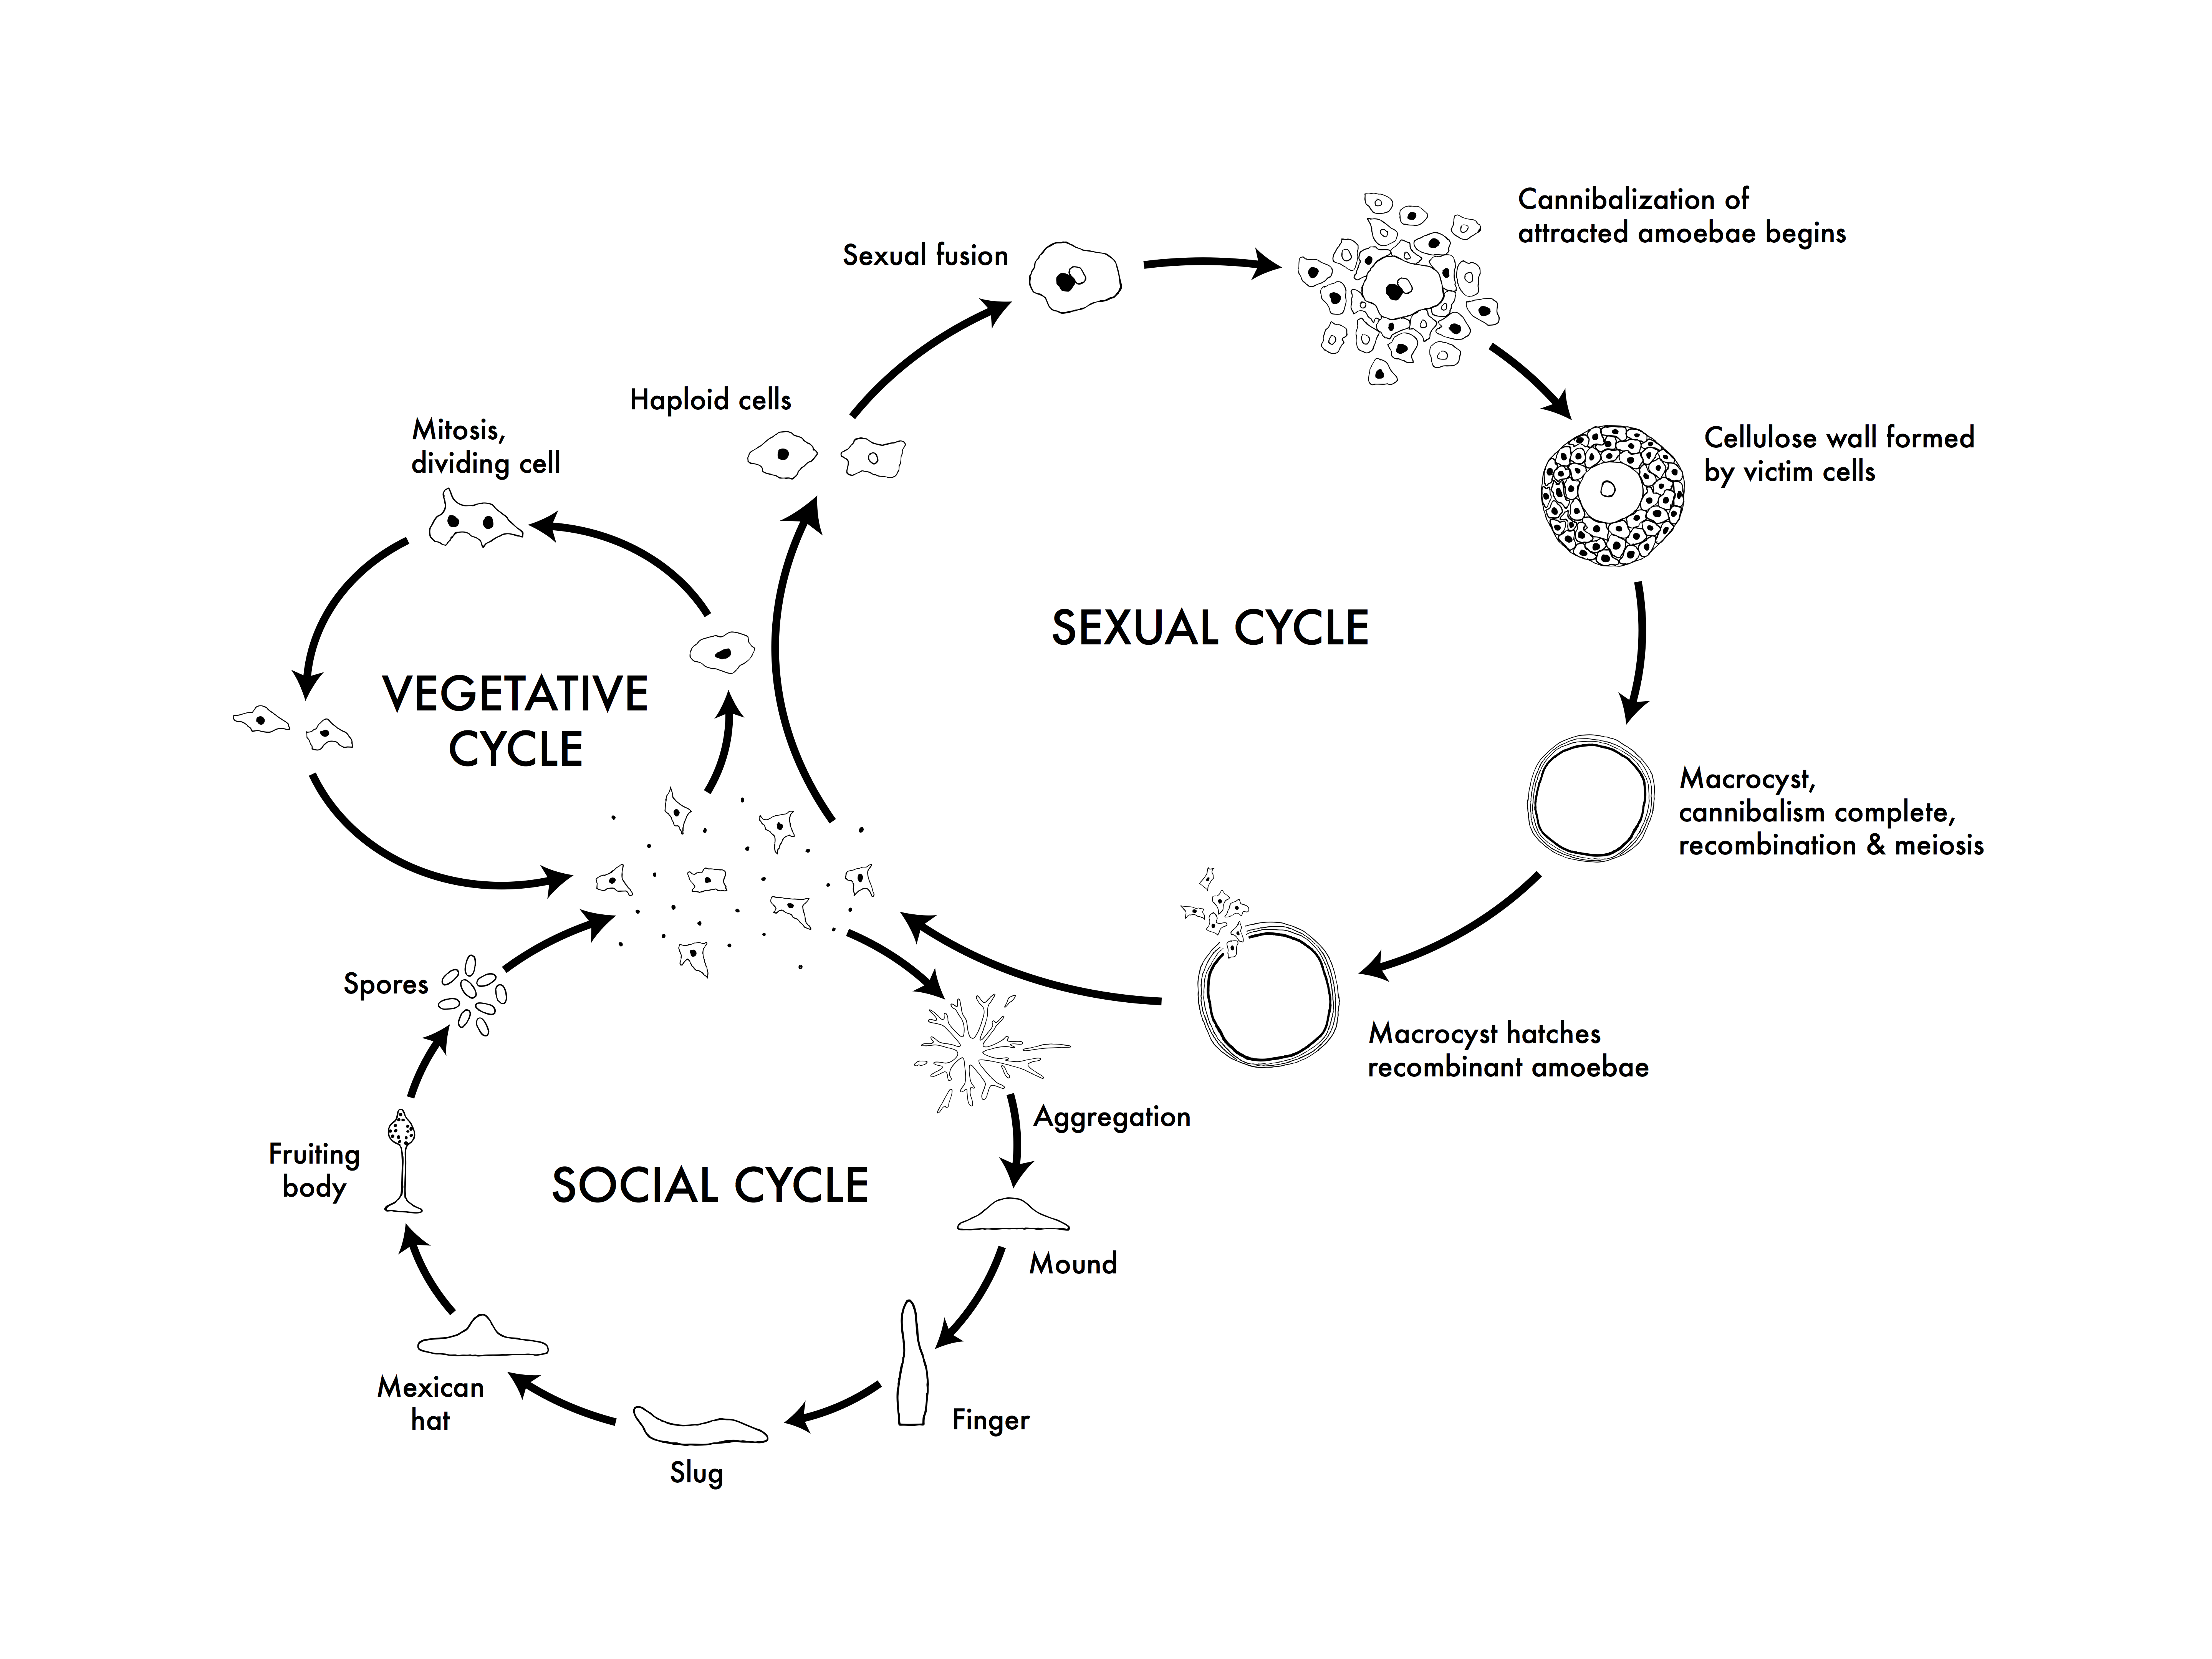 Cannibalization of
attracted amoebae begins
Sexual fusion
Haploid cells
Mitosis,
dividing cell
Cellulose wall formed
by victim cells
SEXUAL CYCLE
VEGETATIVE
CYCLE
Macrocyst,
cannibalism complete,
recombination & meiosis
Spores
Macrocyst hatches
recombinant amoebae
Aggregation
Fruiting
body
SOCIAL CYCLE
Mound
Mexican
hat
Finger
Slug